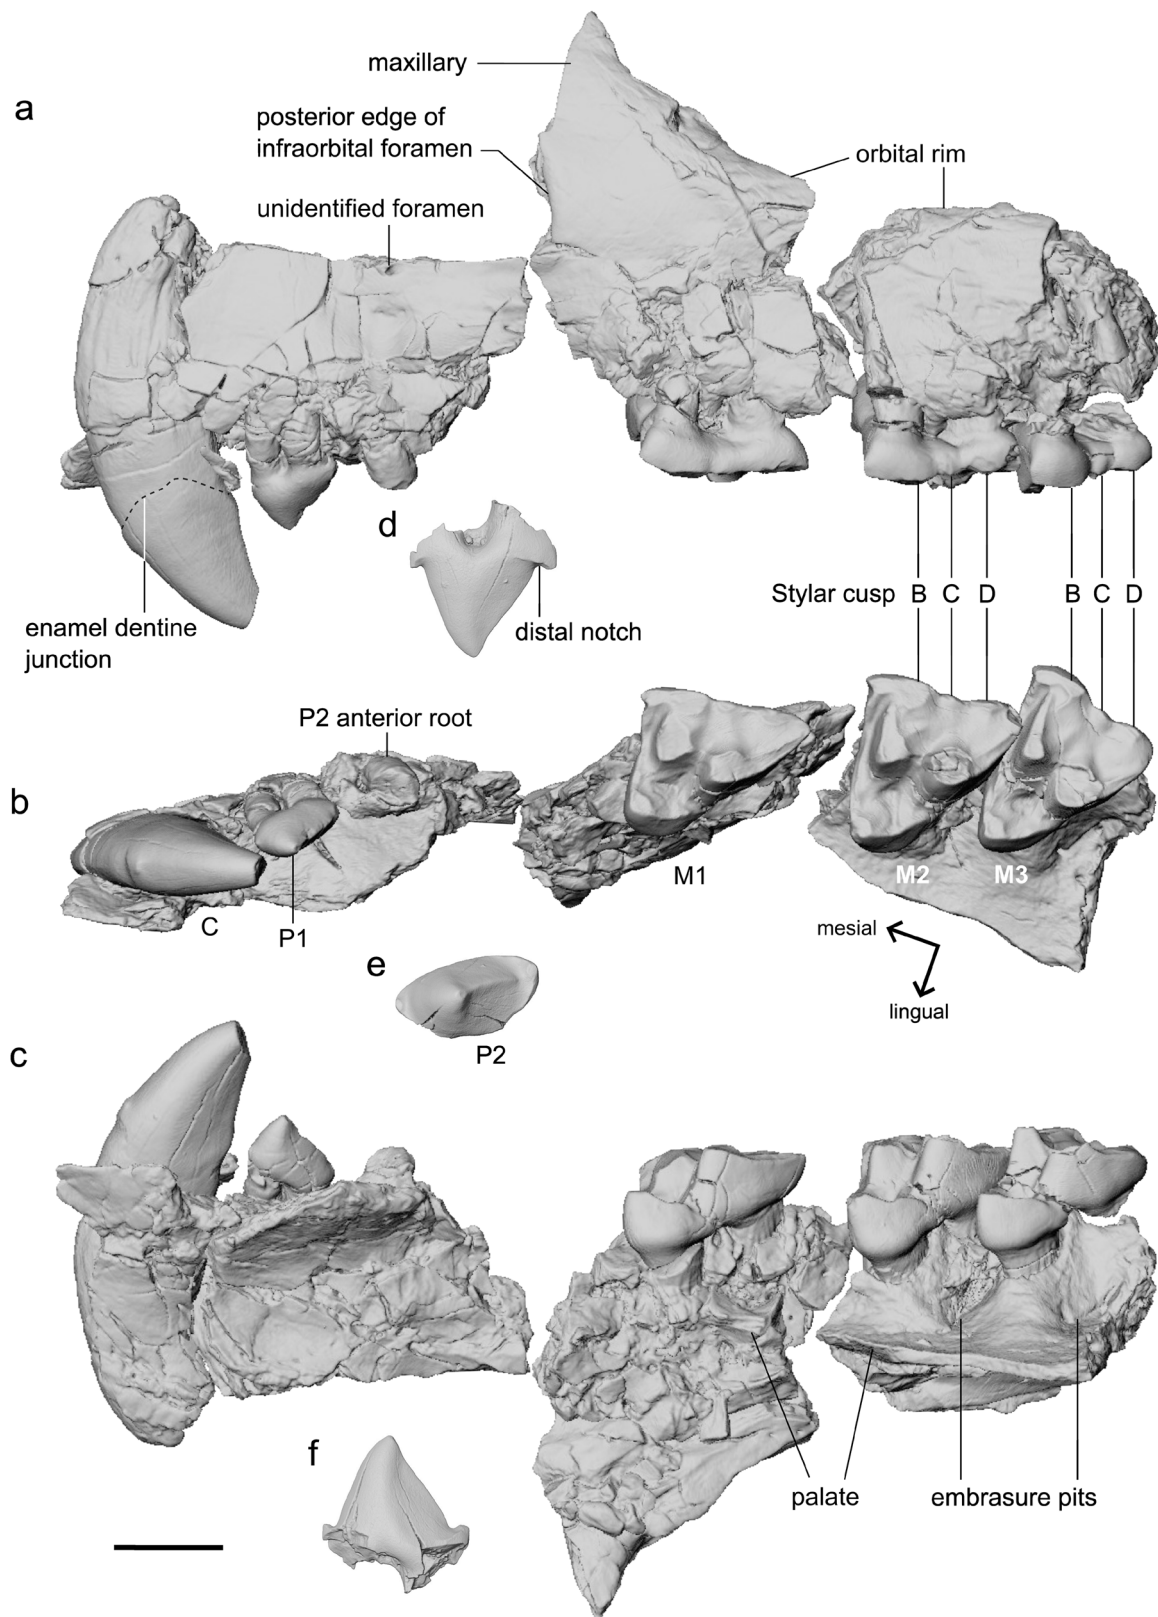 a
maxillary
posterior edge of
infraorbital foramen
unidentified foramen
orbital rim
d
enamel dentine
junction
distal notch
Stylar cusp B C D B C D
b
P2 anterior root
C
P1
M1
M2
M3
mesial
lingual
e
P2
c
f
palate
embrasure pits